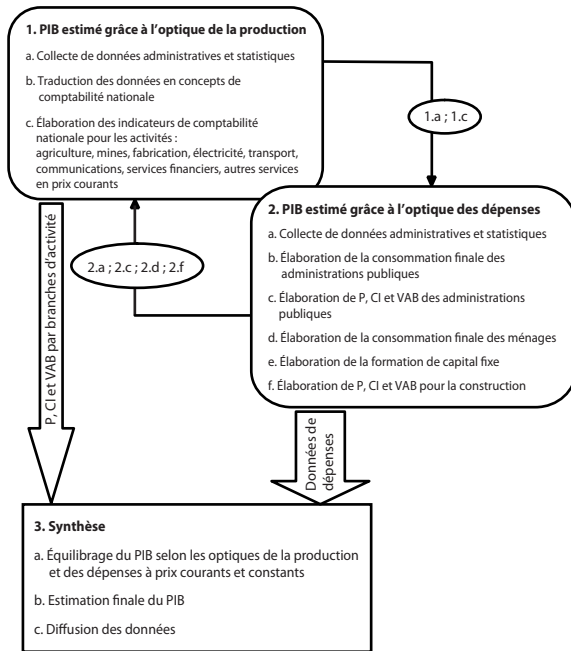 1. PIB estimé grâce à l'optique de la production
a. Collecte de données administratives et statistiques
b. Traduction des données en concepts de
comptabilité nationale
c. Élaboration des indicateurs de comptabilité
nationale pour les activités :
agriculture, mines, fabrication, électricité, transport,
communications, services financiers, autres services
en prix courants
1.a ; 1.c
2. PIB estimé grâce à l'optique des dépenses
a. Collecte de données administratives et statistiques
b. Élaboration de la consommation finale des
administrations publiques
c. Élaboration de P, CI et VAB des administrations
publiques
d. Élaboration de la consommation finale des ménages
e. Élaboration de la formation de capital fixe
f. Élaboration de P, CI et VAB pour la construction
2.a ; 2.c ; 2.d ; 2.f
P, CI et VAB par branches d'activité
Données de
dépenses
3. Synthèse
a. Équilibrage du PIB selon les optiques de la production
et des dépenses à prix courants et constants
b. Estimation finale du PIB
c. Diffusion des données